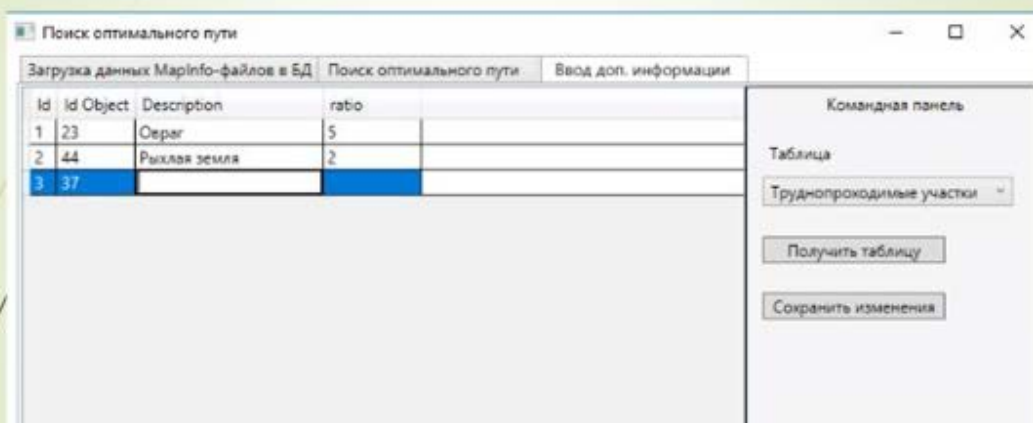 Поиск оптимального пути
Загрузка данных MapInfo-файлов в БД Поиск оптимального пути Ввод доп. информации
Id Id Object Description ratio
1 23 Овраг 5
2 44 Рыхлая земля 2
3 37
Командная панель
Таблица
Труднопроходимые участки
Получить таблицу
Сохранить изменения